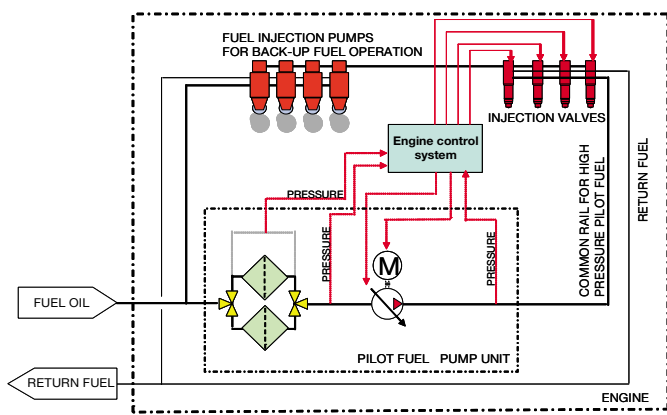 FUEL INJECTION PUMPS
FOR BACK-UP FUEL OPERATION
INJECTION VALVES
Engine control
system
PRESSURE
PRESSURE
PRESSURE
M
COMMON RAIL FOR HIGH
PRESSURE PILOT FUEL
RETURN FUEL
FUEL OIL
PILOT FUEL PUMP UNIT
RETURN FUEL
ENGINE